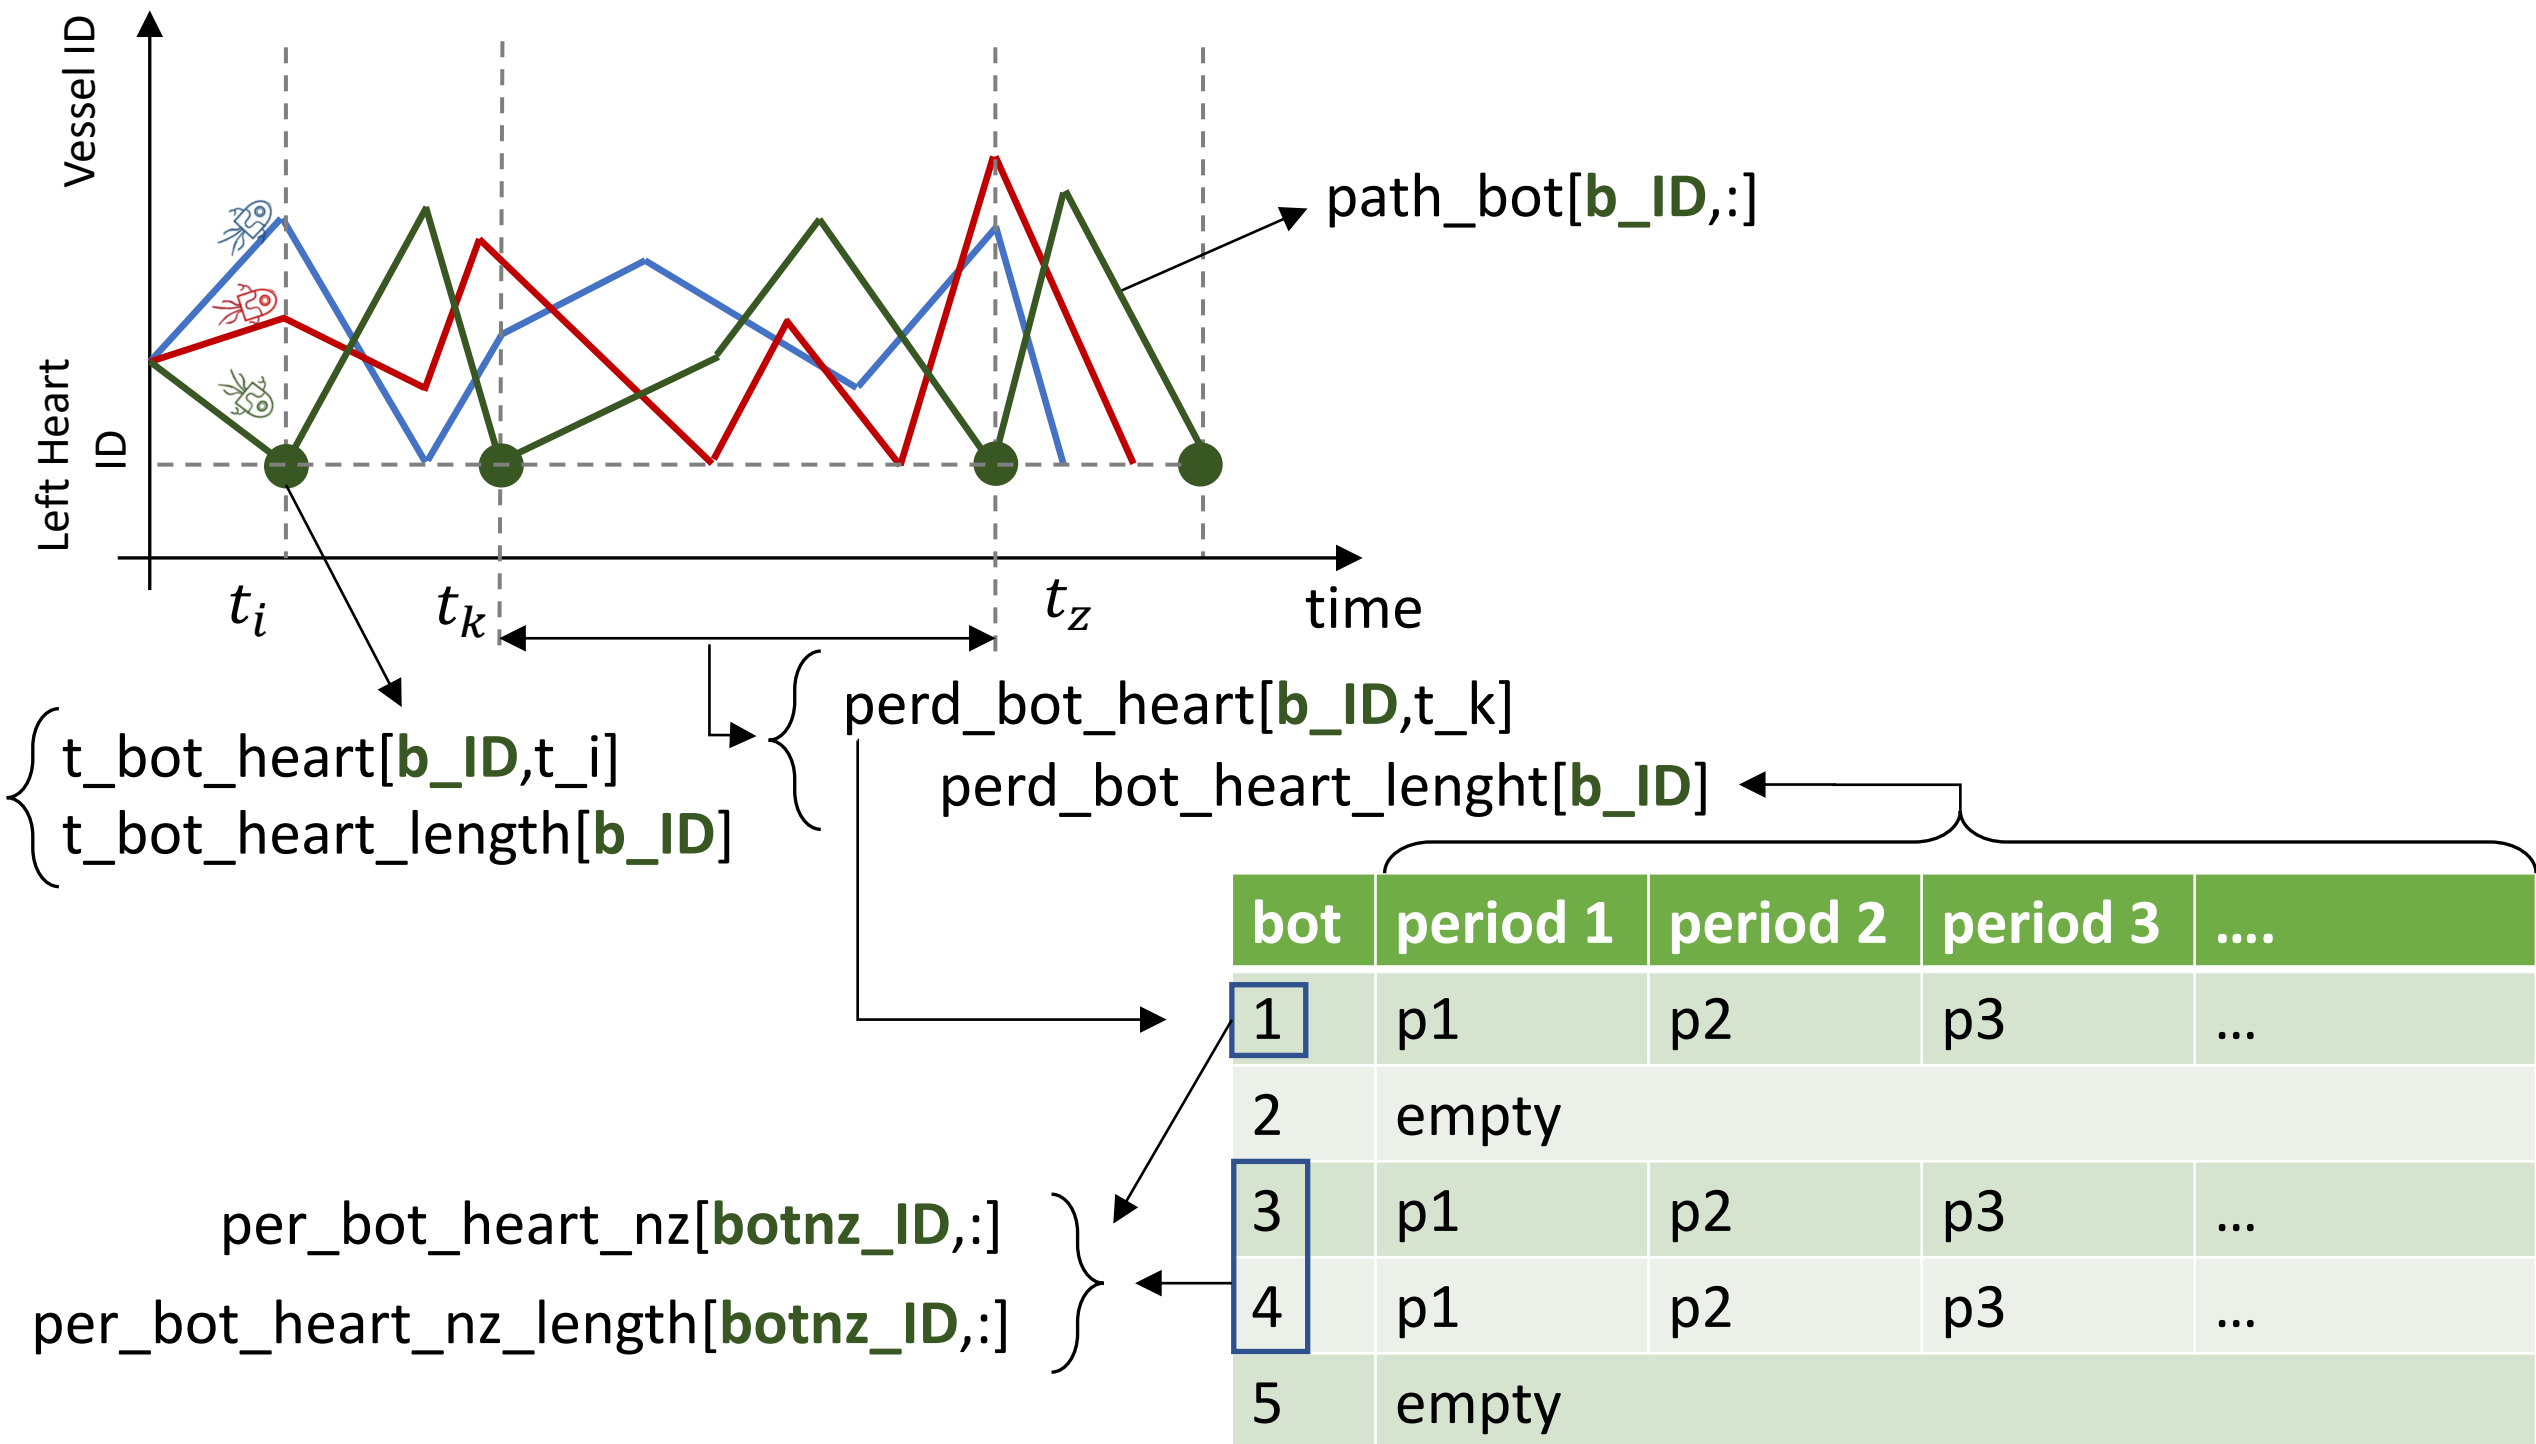 Vessel ID
Left Heart
ID
path_bot[b_ID,:]
t_i
t_k
t_z
time
perd_bot_heart[b_ID,t_k]
perd_bot_heart_lenght[b_ID]
t_bot_heart[b_ID,t_i]
t_bot_heart_length[b_ID]
bot period 1 period 2 period 3 ....
1 p1 p2 p3 ...
2 empty
3 p1 p2 p3 ...
4 p1 p2 p3 ...
5 empty
per_bot_heart_nz[botnz_ID,:]
per_bot_heart_nz_length[botnz_ID,:]